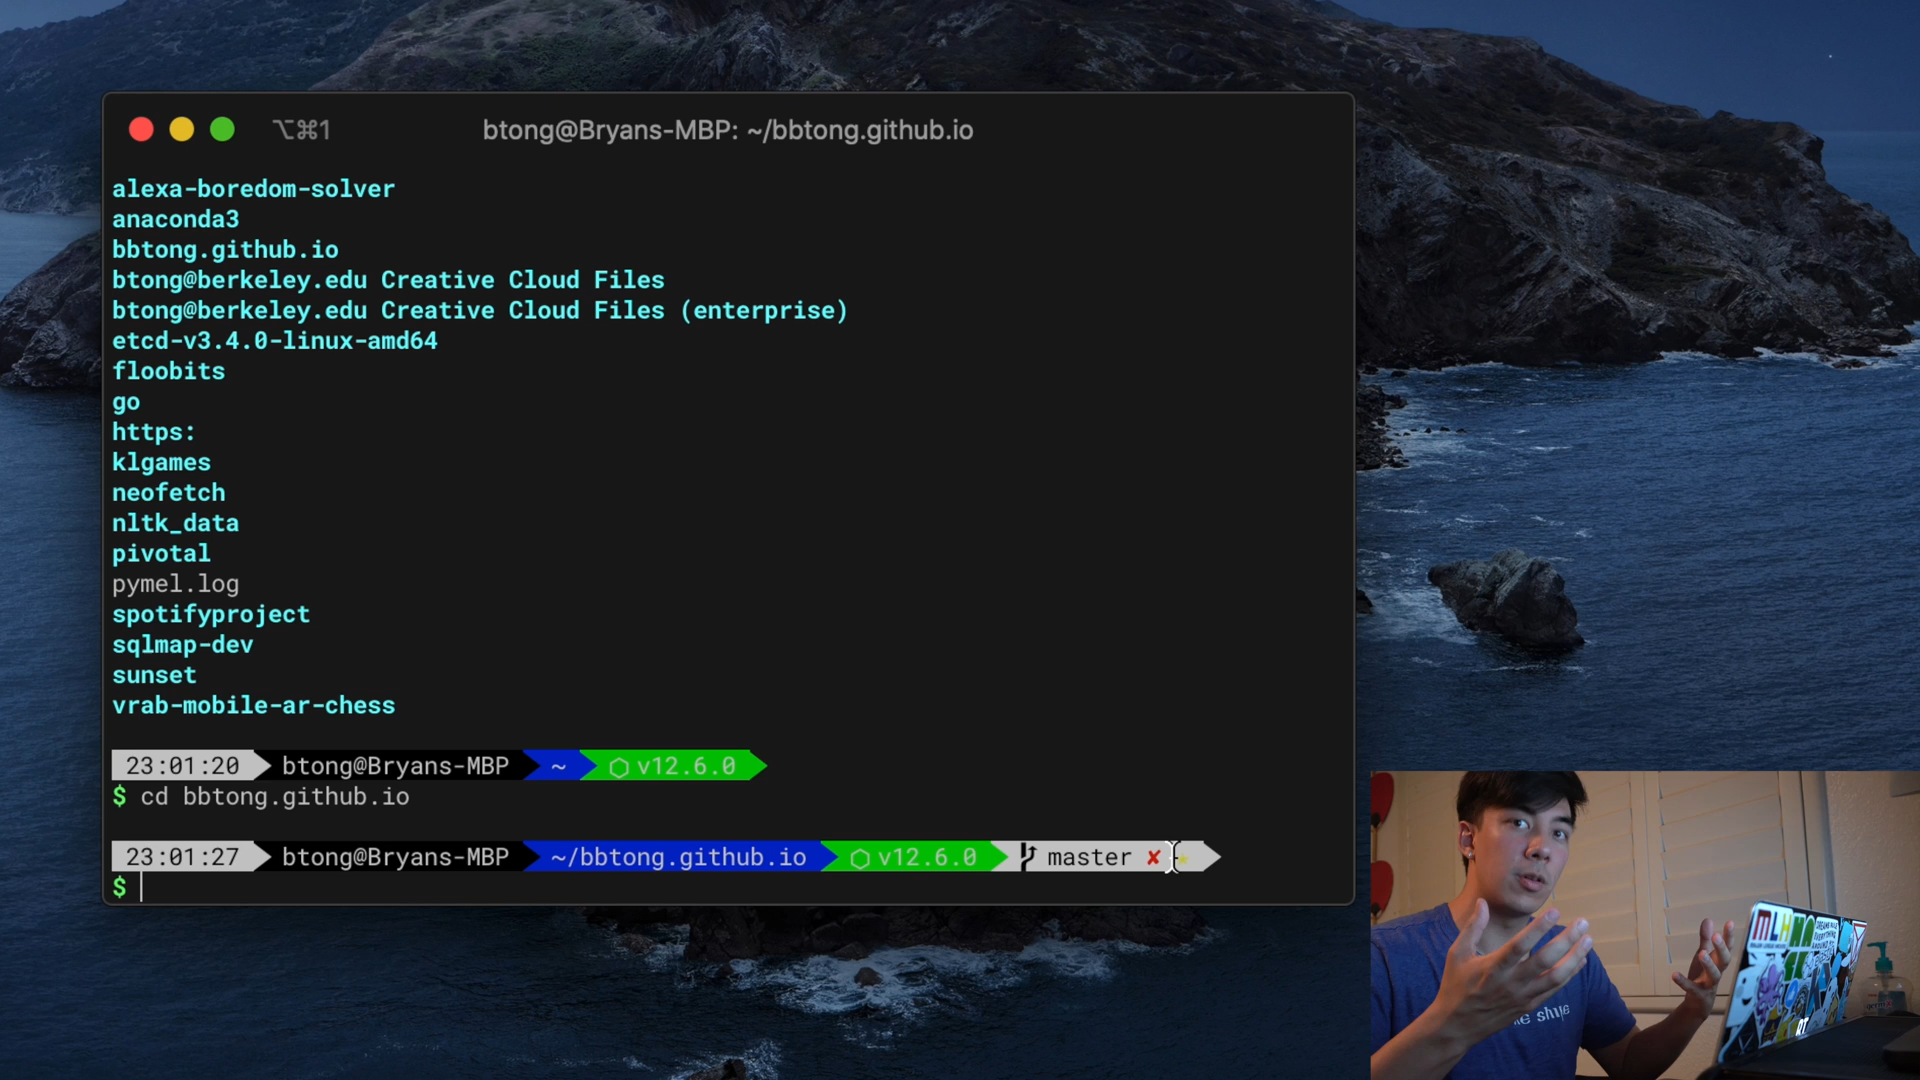 ⌥⌘1
btong@Bryans-MBP: ~/bbtong.github.io
alexa-boredom-solver
anaconda3
bbtong.github.io
btong@berkeley.edu Creative Cloud Files
btong@berkeley.edu Creative Cloud Files (enterprise)
etcd-v3.4.0-linux-amd64
floobits
go
https:
klgames
neofetch
nltk_data
pivotal
pymel.log
spotifyproject
sqlmap-dev
sunset
vrab-mobile-ar-chess
23:01:20 btong@Bryans-MBP ~ ⬡ v12.6.0
$ cd bbtong.github.io
23:01:27 btong@Bryans-MBP ~/bbtong.github.io ⬡ v12.6.0 master ✘ ★
$
MLH